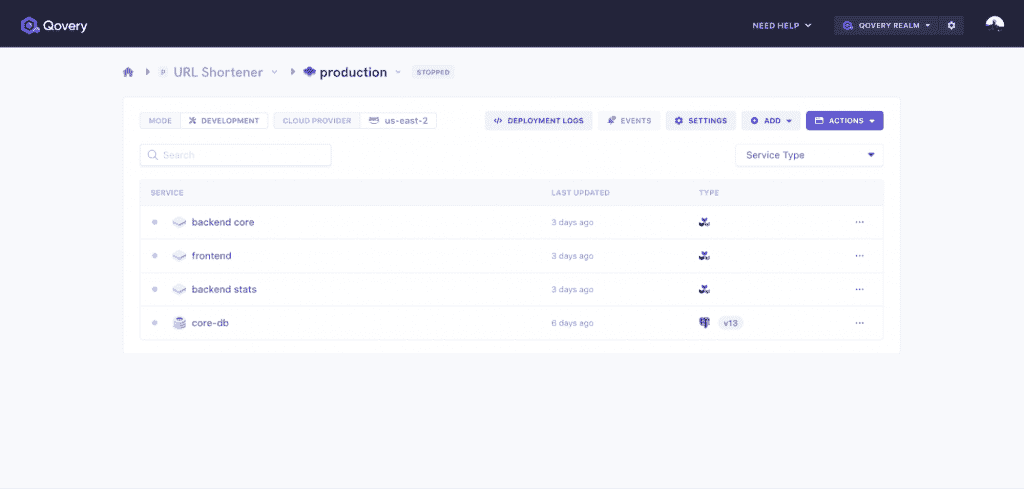 Qovery
NEED HELP
QOVERY REALM
P URL Shortener
production
STOPPED
MODE DEVELOPMENT
CLOUD PROVIDER us-east-2
DEPLOYMENT LOGS
EVENTS
SETTINGS
ADD
ACTIONS
Search
Service Type
SERVICE LAST UPDATED TYPE
backend core 3 days ago
frontend 3 days ago
backend stats 3 days ago
core-db 6 days ago v13